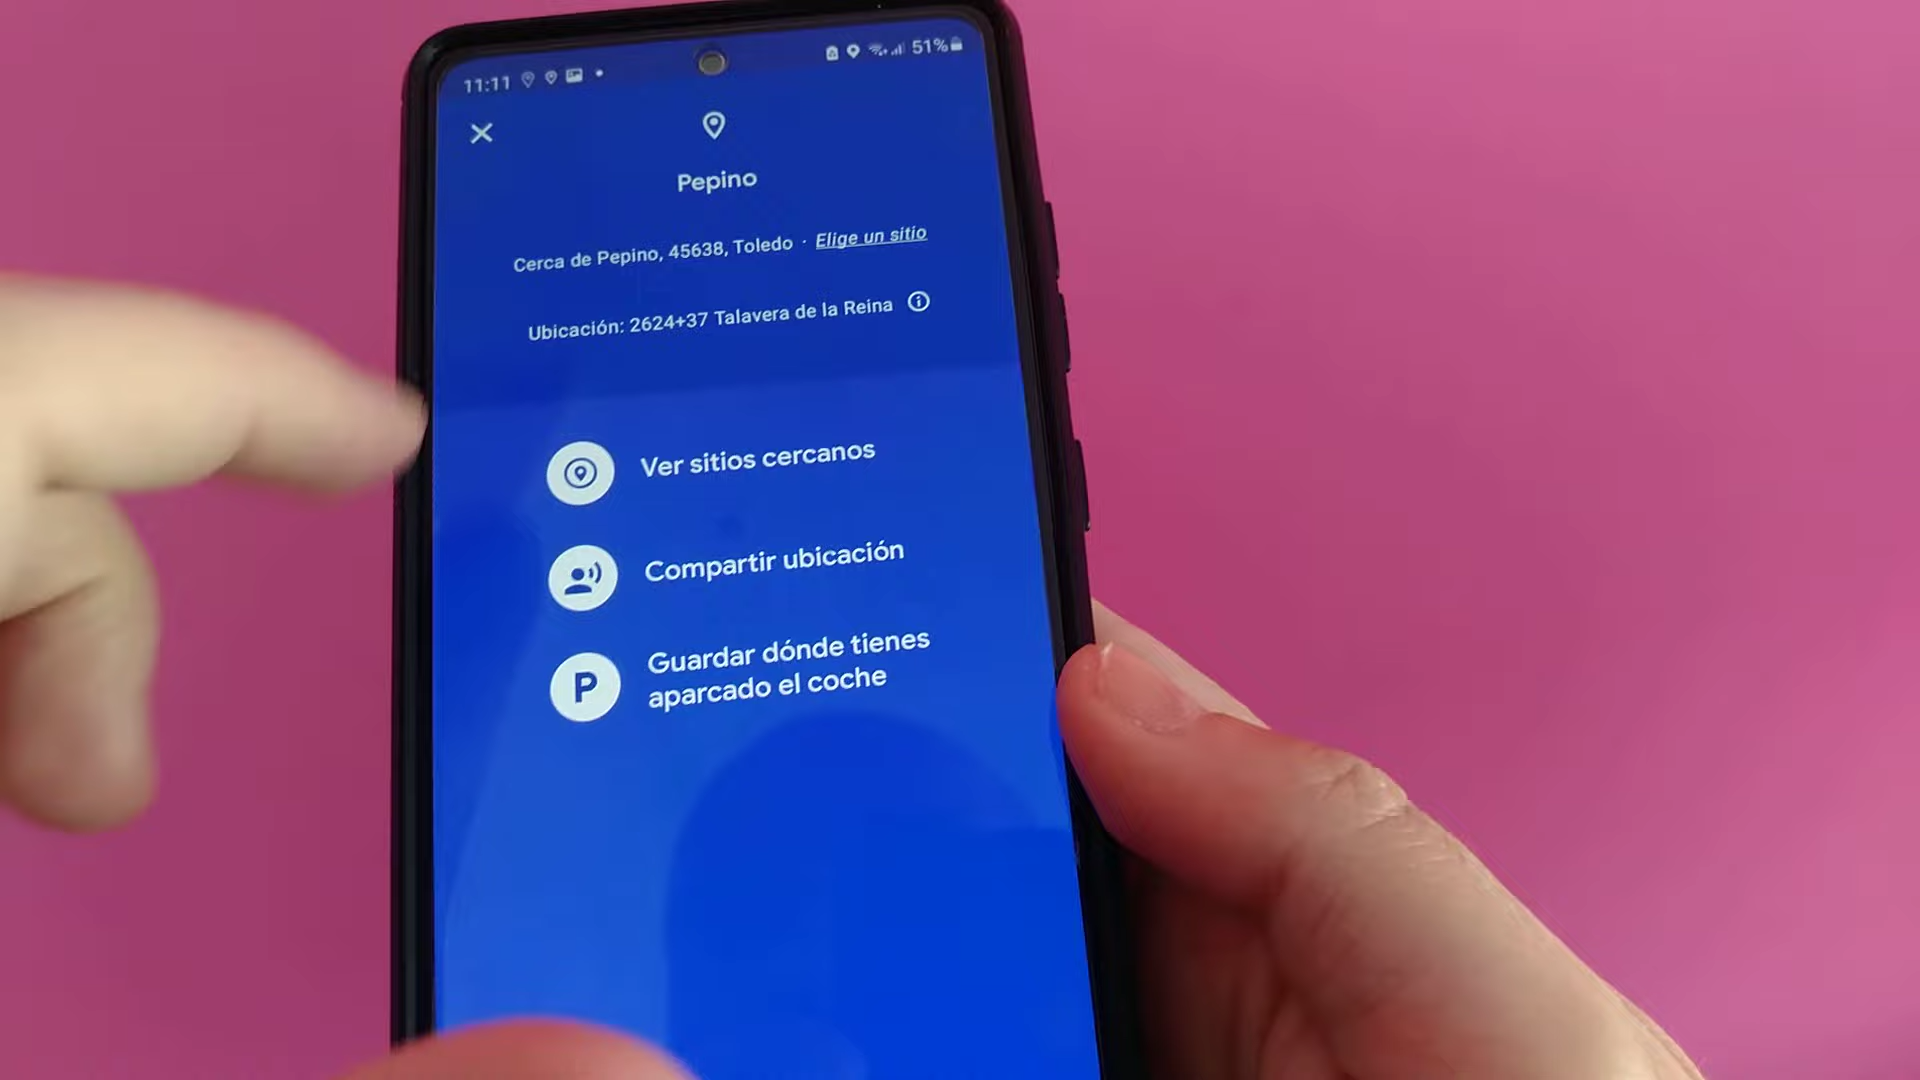 11:11
51%
Pepino
Cerca de Pepino, 45638, Toledo · Elige un sitio
Ubicación: 2624+37 Talavera de la Reina
Ver sitios cercanos
Compartir ubicación
P
Guardar dónde tienes
aparcado el coche